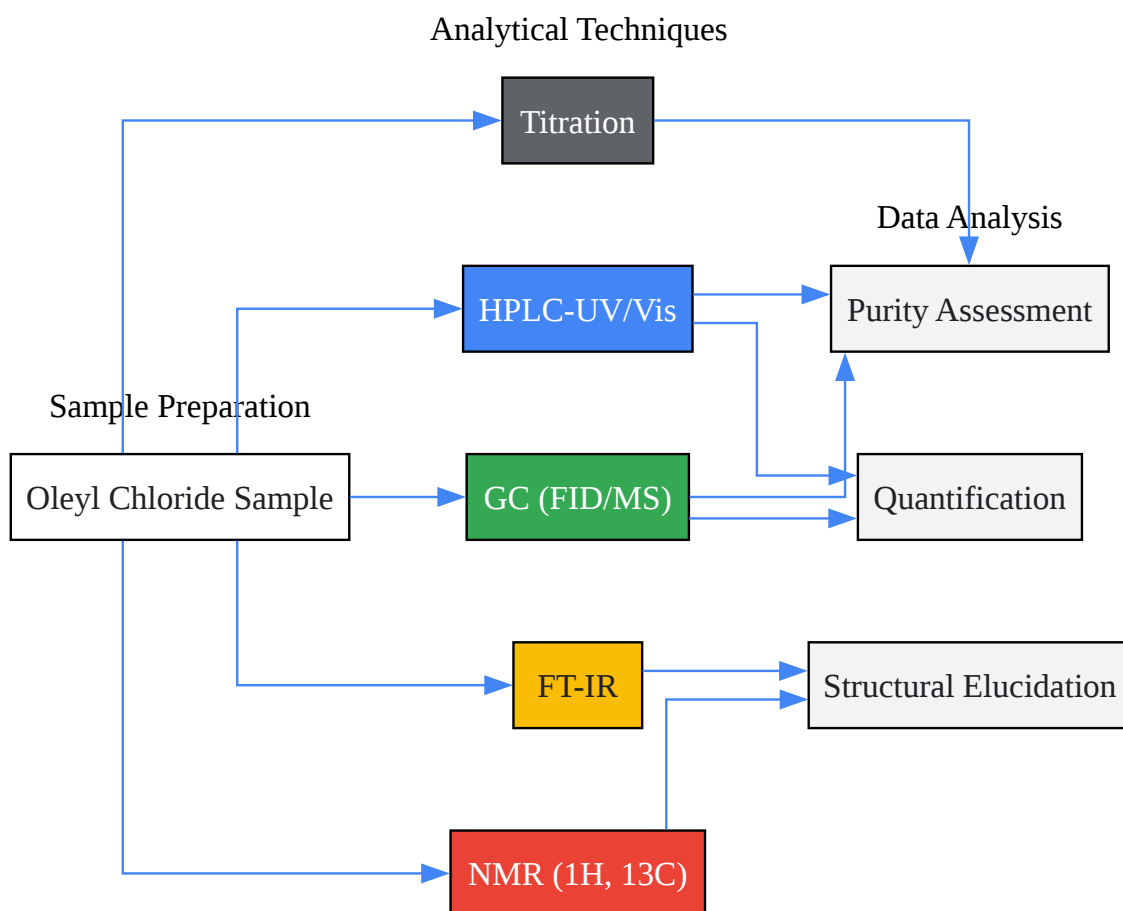 Analytical Techniques
Titration
Data Analysis
HPLC-UV/Vis
Purity Assessment
Sample Preparation
Oleyl Chloride Sample
GC (FID/MS)
Quantification
FT-IR
Structural Elucidation
NMR (1H, 13C)